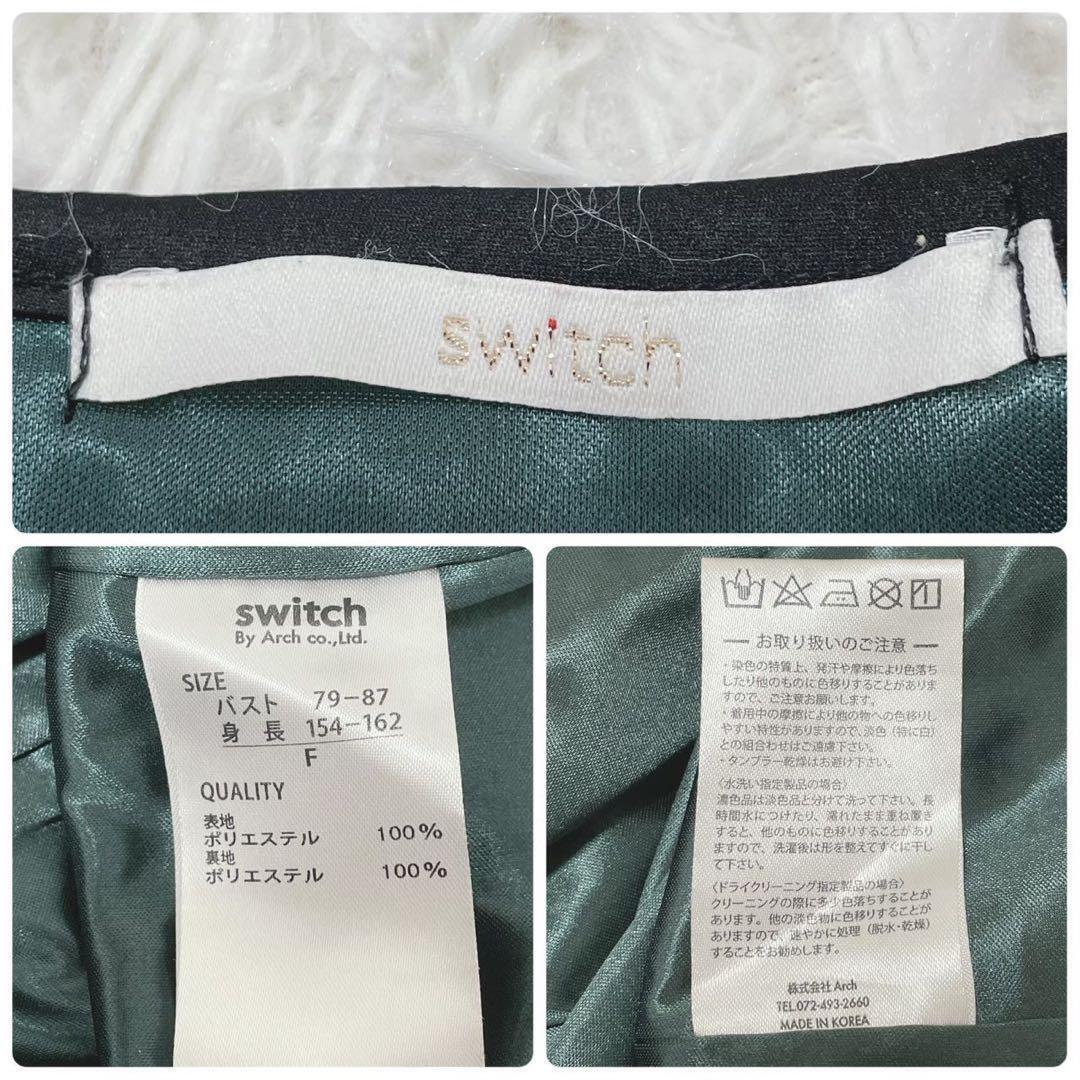 switch
switch
By Arch co.,Ltd.
SIZE
バスト 79-87
身長 154-162
F
QUALITY
表地
ポリエステル 100%
裏地
ポリエステル 100%
お取り扱いのご注意
・染色の特質上、発汗や摩擦により色落ち
したり他のものに色移りすることがありま
すので、ご注意お願いします。
・着用中の摩擦により他の物への色移りし
やすい特性がありますので、淡色（特に白）
との組合わせはご遠慮下さい。
・タンブラー乾燥はお避け下さい。
〈水洗い指定製品の場合〉
濃色品は淡色品と分けて洗って下さい。長
時間水につけたり、濡れたまま重ね置き
すると、他のものに色移りすることがあり
ますので、洗濯後は形を整えてすぐに干し
て下さい。
〈ドライクリーニング指定製品の場合〉
クリーニングの際に多少色落ちすることが
あります。他の淡色物に色移りすることが
ありますので、速やかに処理（脱水・乾燥）
することをお勧めします。
株式会社 Arch
TEL.072-493-2660
MADE IN KOREA